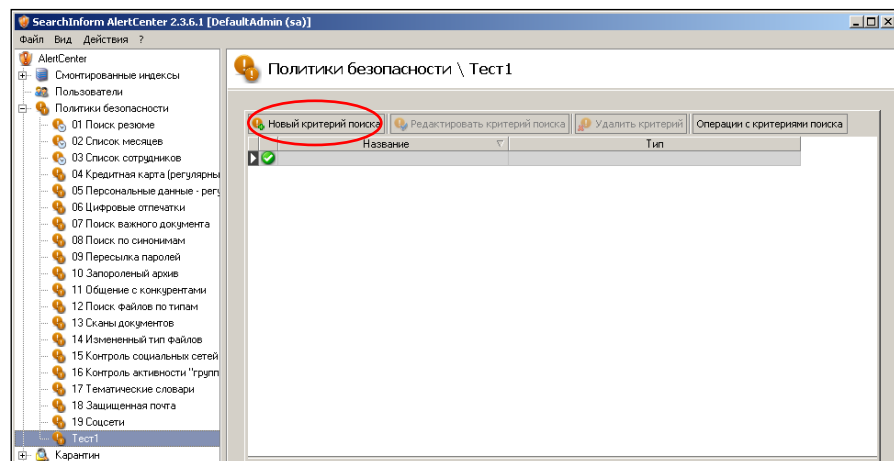 SearchInform AlertCenter 2.3.6.1 [DefaultAdmin (sa)]
Файл Вид Действия ?
AlertCenter
Смонтированные индексы
Пользователи
Политики безопасности
01 Поиск резюме
02 Список месяцев
03 Список сотрудников
04 Кредитная карта (регулярны
05 Персональные данные - регу
06 Цифровые отпечатки
07 Поиск важного документа
08 Поиск по синонимам
09 Пересылка паролей
10 Запороленый архив
11 Общение с конкурентами
12 Поиск файлов по типам
13 Сканы документов
14 Измененный тип файлов
15 Контроль социальных сетей
16 Контроль активности "групп
17 Тематические словари
18 Защищенная почта
19 Соцсети
Тест1
Карантин
Политики безопасности \ Тест1
Новый критерий поиска Редактировать критерий поиска Удалить критерий Операции с критериями поиска
Название Тип